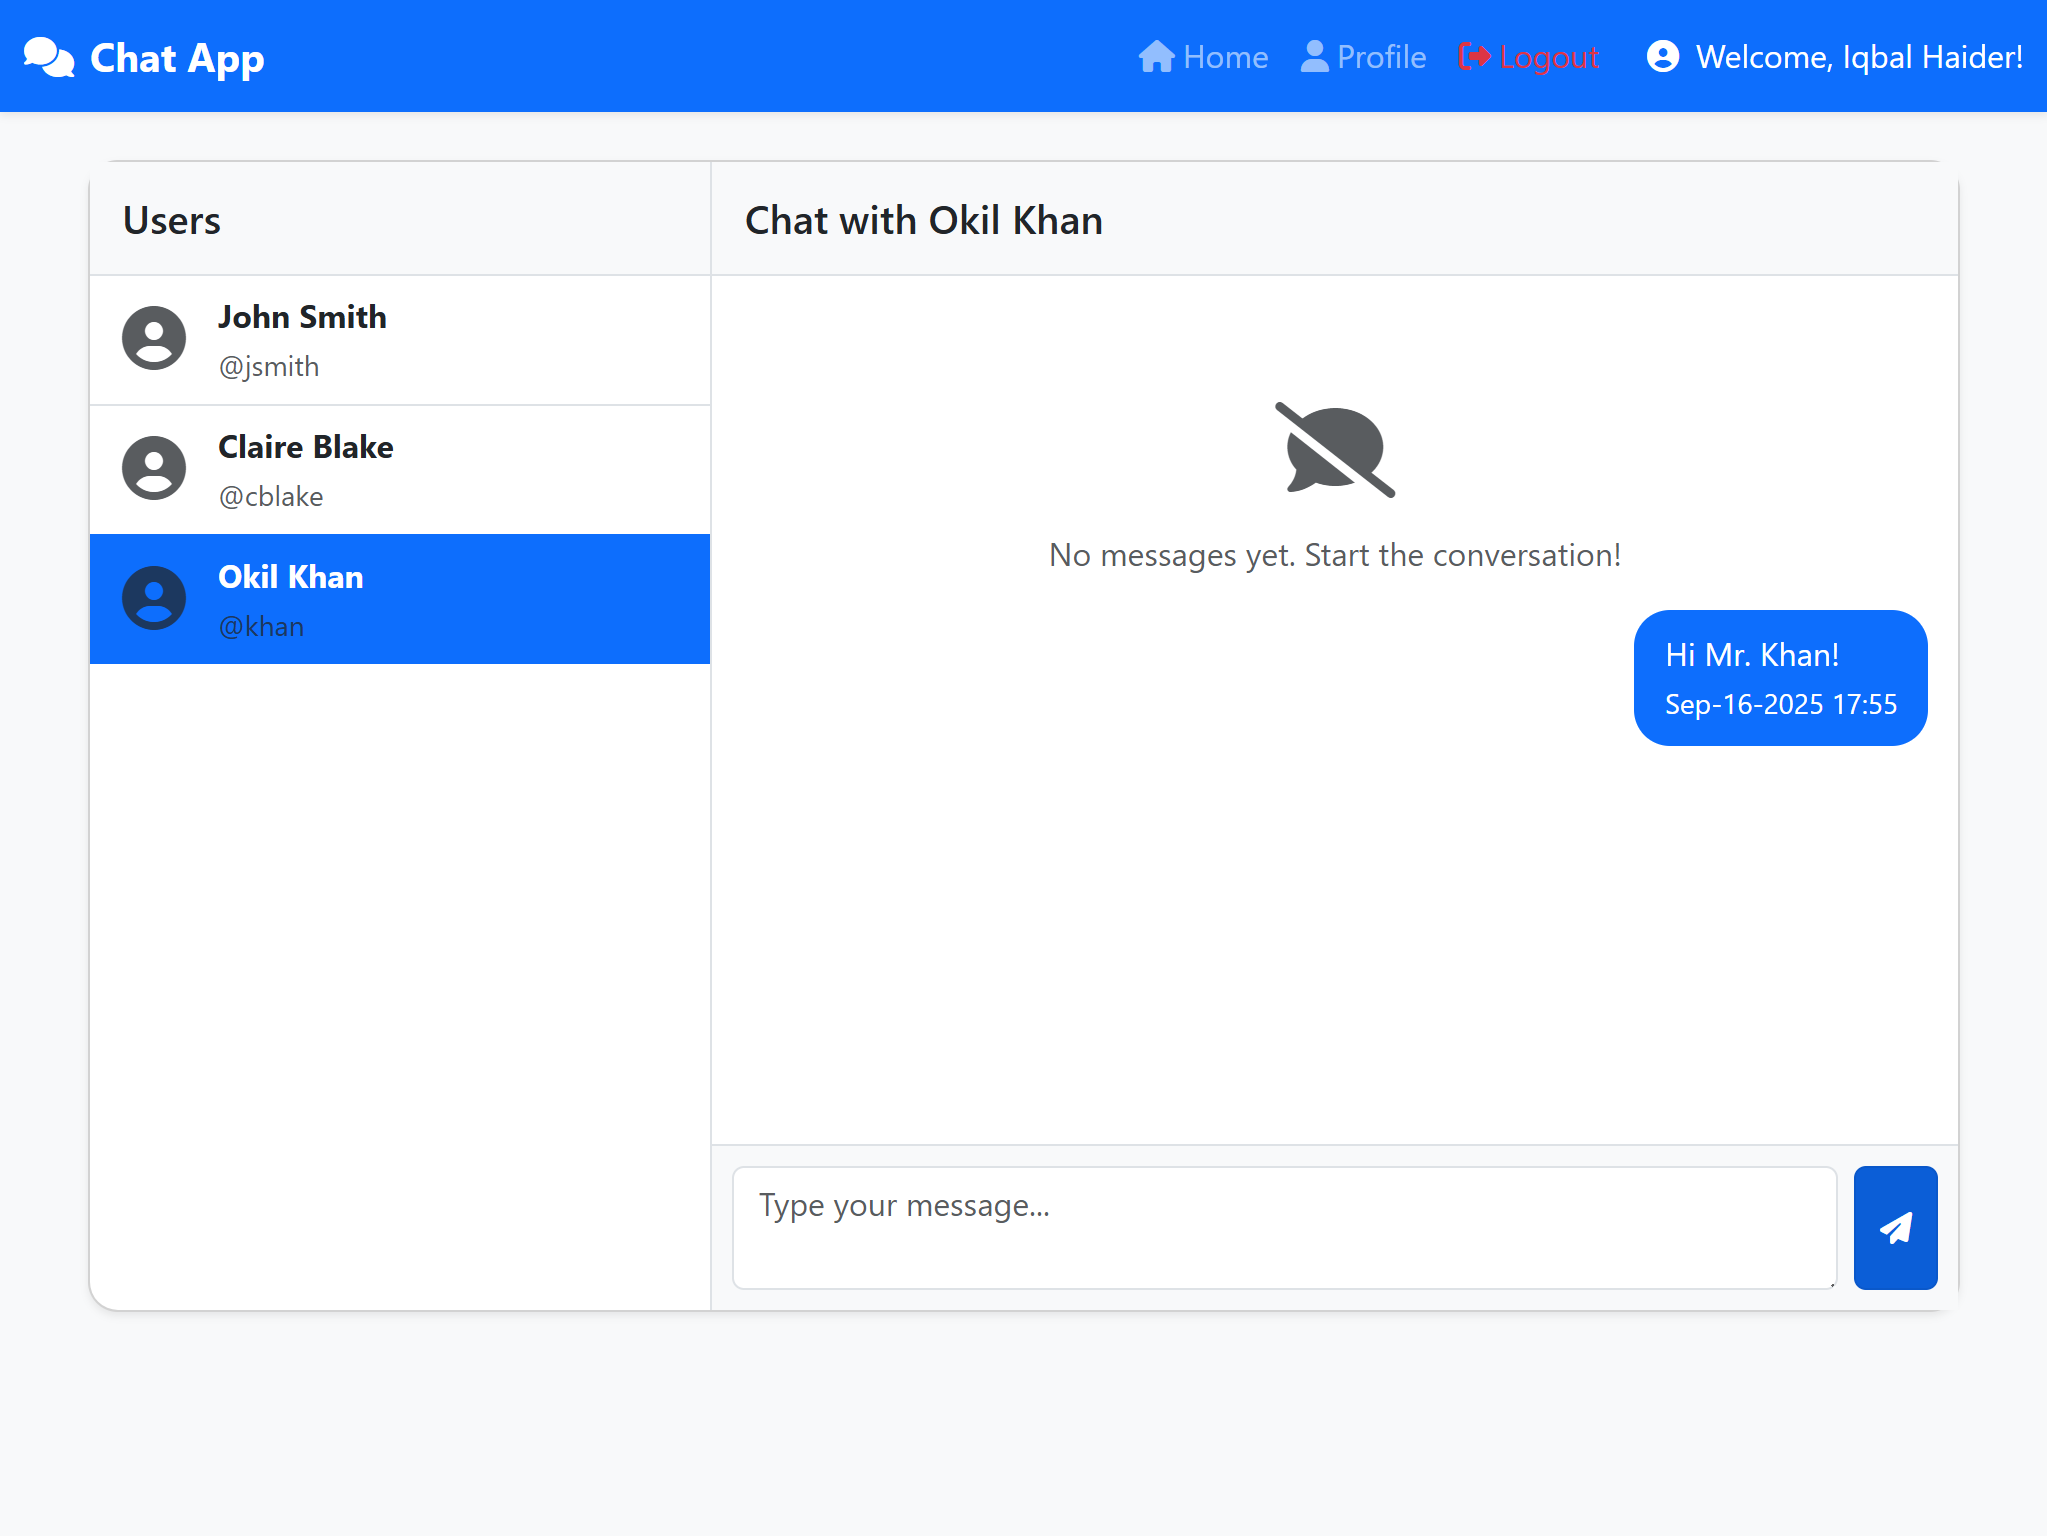 Chat App
Home
Profile
Logout
Welcome, Iqbal Haider!
Users
Chat with Okil Khan
John Smith
@jsmith
Claire Blake
@cblake
Okil Khan
@khan
No messages yet. Start the conversation!
Hi Mr. Khan!
Sep-16-2025 17:55
Type your message...